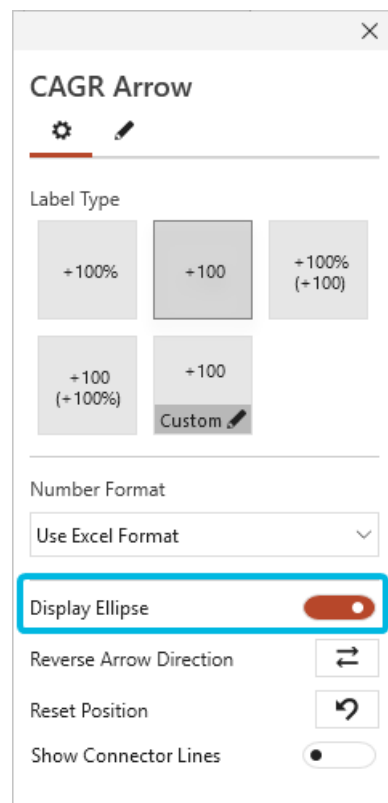 CAGR Arrow
Label Type
+100%
+100
+100%
(+100)
+100
(+100%)
+100
Custom
Number Format
Use Excel Format
Display Ellipse
Reverse Arrow Direction
Reset Position
Show Connector Lines